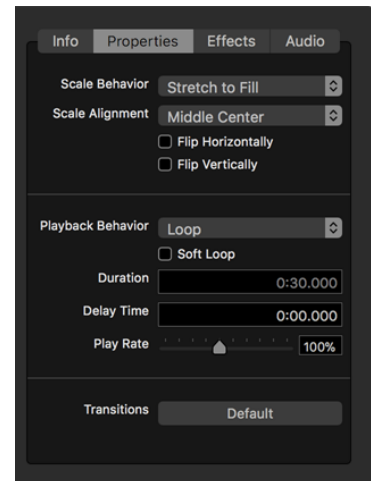 Info Properties Effects Audio
Scale Behavior Stretch to Fill
Scale Alignment Middle Center
Flip Horizontally
Flip Vertically
Playback Behavior Loop
Soft Loop
Duration 0:30.000
Delay Time 0:00.000
Play Rate 100%
Transitions Default